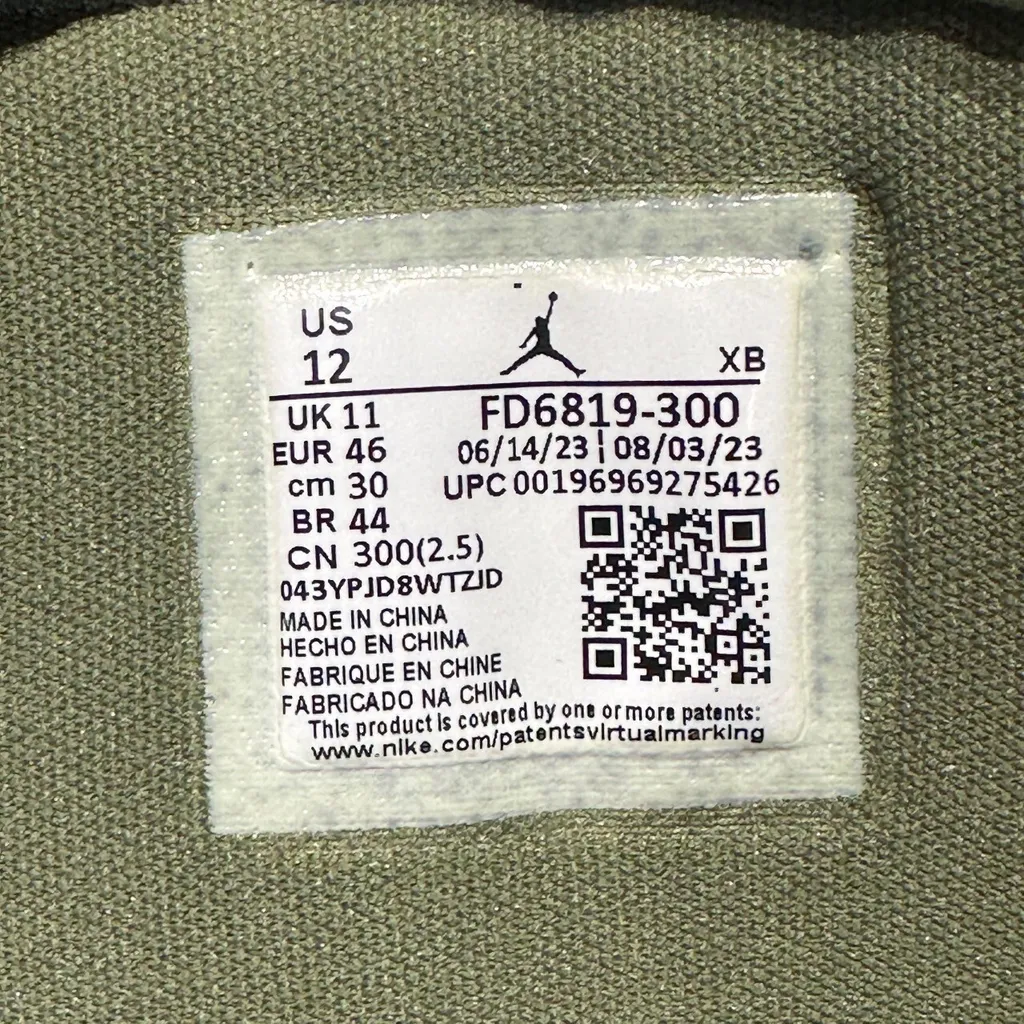 US
12
XB
UK 11
FD6819-300
EUR 46
06/14/23 ¦ 08/03/23
cm 30
UPC 00196969275426
BR 44
CN 300(2.5)
043YPJD8WTZJD
MADE IN CHINA
HECHO EN CHINA
FABRIQUE EN CHINE
FABRICADO NA CHINA
This product is covered by one or more patents:
www.nike.com/patentsvirtualmarking